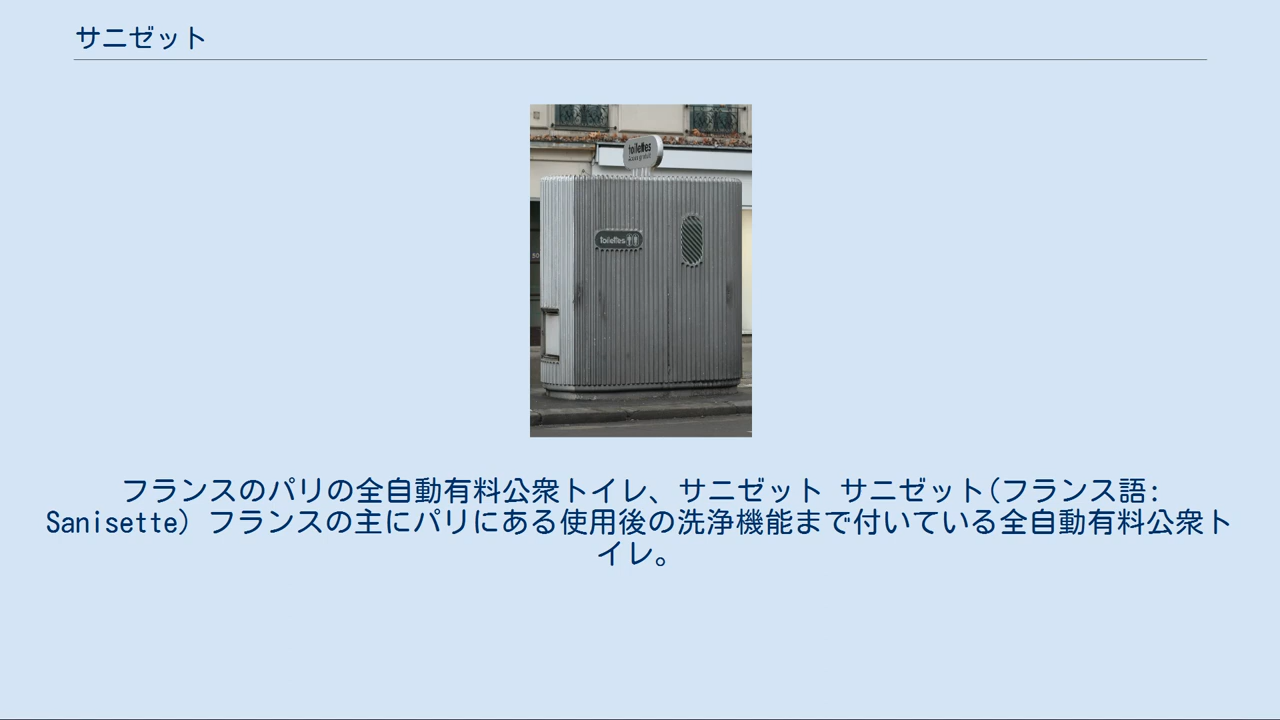 サニゼット
toilettes
Accès gratuit
toilettes
50
フランスのパリの全自動有料公衆トイレ、サニゼット サニゼット(フランス語:
Sanisette) フランスの主にパリにある使用後の洗浄機能まで付いている全自動有料公衆ト
イレ。